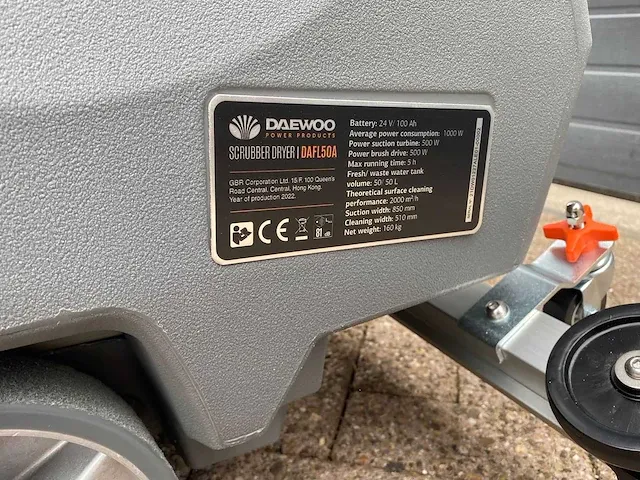 DAEWOO
POWER PRODUCTS
SCRUBBER DRYER | DAFL50A
GBR Corporation Ltd. 18/F, 100 Queen's
Road Central, Central, Hong Kong.
Year of production 2022.
81 dB
Battery: 24 V/ 100 Ah
Average power consumption: 1000 W
Power suction turbine: 500 W
Power brush drive: 500 W
Max running time: 5 h
Fresh/ waste water tank
volume: 50/ 50 L
Theoretical surface cleaning
performance: 2000 m²/h
Suction width: 850 mm
Cleaning width: 510 mm
Net weight: 160 kg